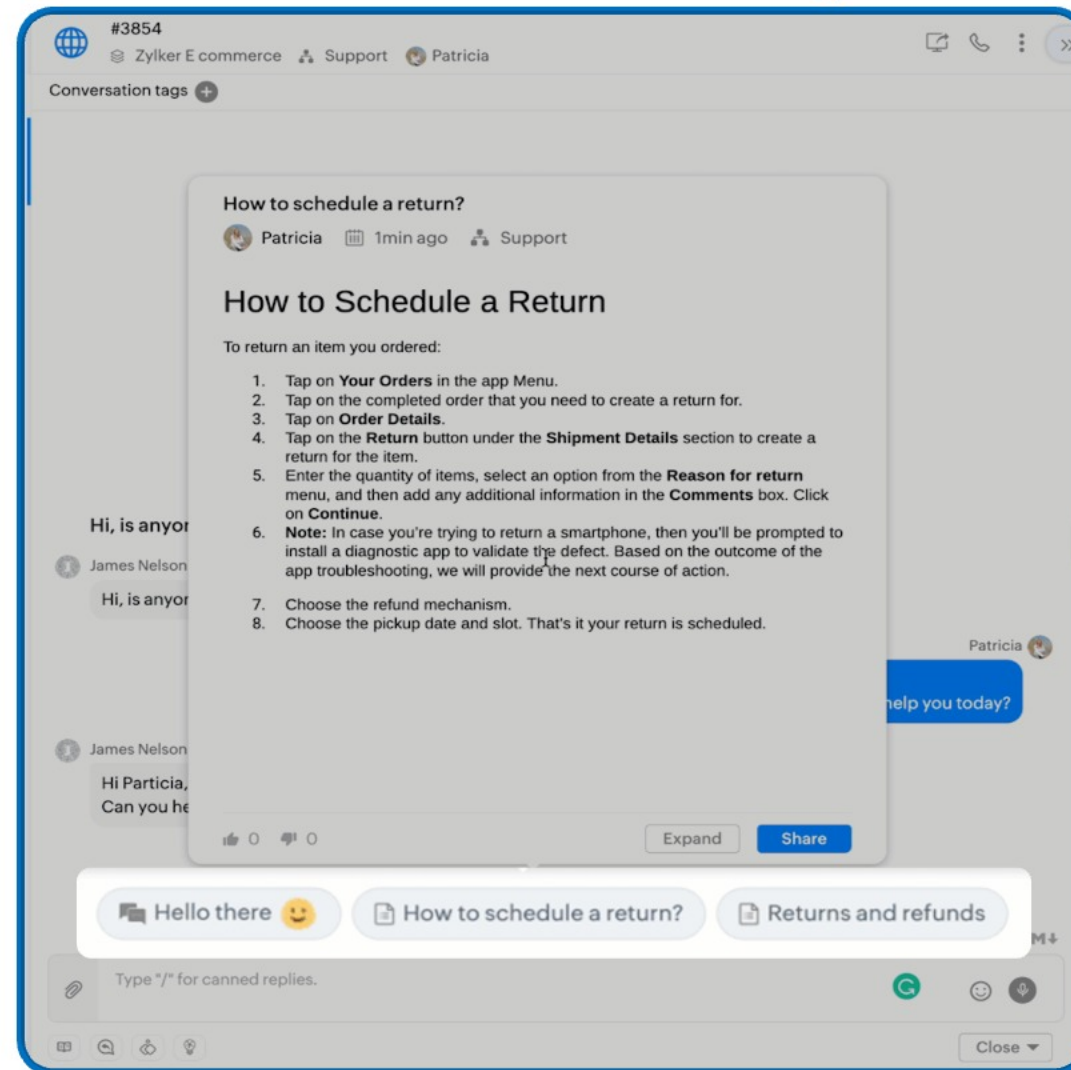 #3854
Zylker E commerce Support Patricia
Conversation tags
How to schedule a return?
Patricia 1min ago Support
How to Schedule a Return
To return an item you ordered:
1. Tap on Your Orders in the app Menu.
2. Tap on the completed order that you need to create a return for.
3. Tap on Order Details.
4. Tap on the Return button under the Shipment Details section to create a
return for the item.
5. Enter the quantity of items, select an option from the Reason for return
menu, and then add any additional information in the Comments box. Click
on Continue.
6. Note: In case you're trying to return a smartphone, then you'll be prompted to
install a diagnostic app to validate the defect. Based on the outcome of the
app troubleshooting, we will provide the next course of action.
7. Choose the refund mechanism.
8. Choose the pickup date and slot. That's it your return is scheduled.
0 0 Expand Share
Hi, is anyor
James Nelson
Hi, is anyor
Patricia
help you today?
James Nelson
Hi Particia,
Can you he
Hello there How to schedule a return? Returns and refunds
M↓
Type "/" for canned replies.
Close